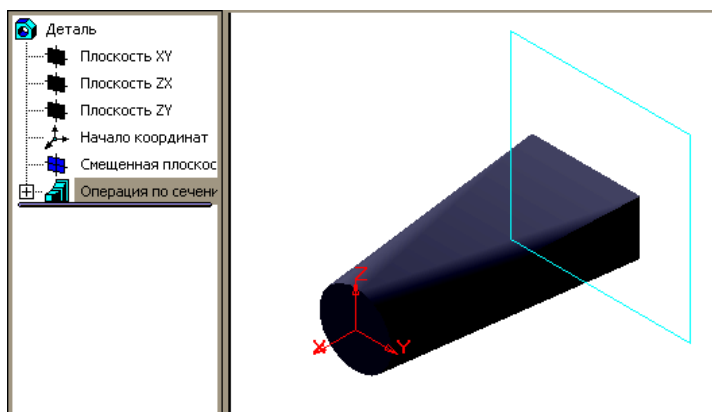 Деталь
Плоскость XY
Плоскость ZX
Плоскость ZY
Начало координат
Смещенная плоскос
Операция по сечени
Z
X
Y